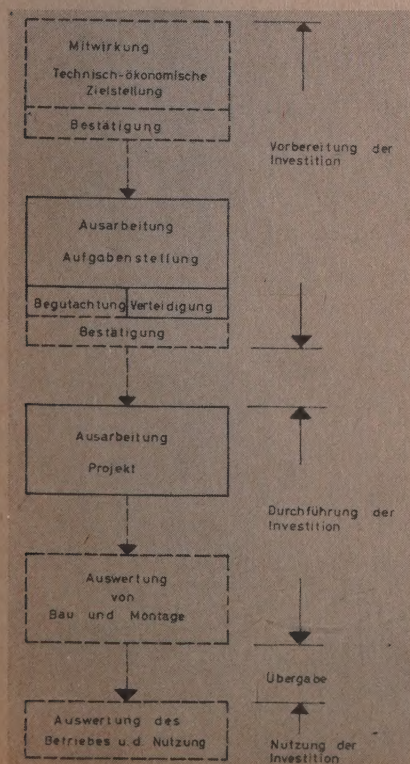 Mitwirkung
Technisch-ökonomische
Zielstellung
Bestätigung
Vorbereitung der
Investition
Ausarbeitung
Aufgabenstellung
Begutachtung Verteidigung
Bestätigung
Ausarbeitung
Projekt
Durchführung der
Investition
Auswertung
von
Bau und Montage
Übergabe
Auswertung des
Betriebes u.d. Nutzung
Nutzung der
Investition